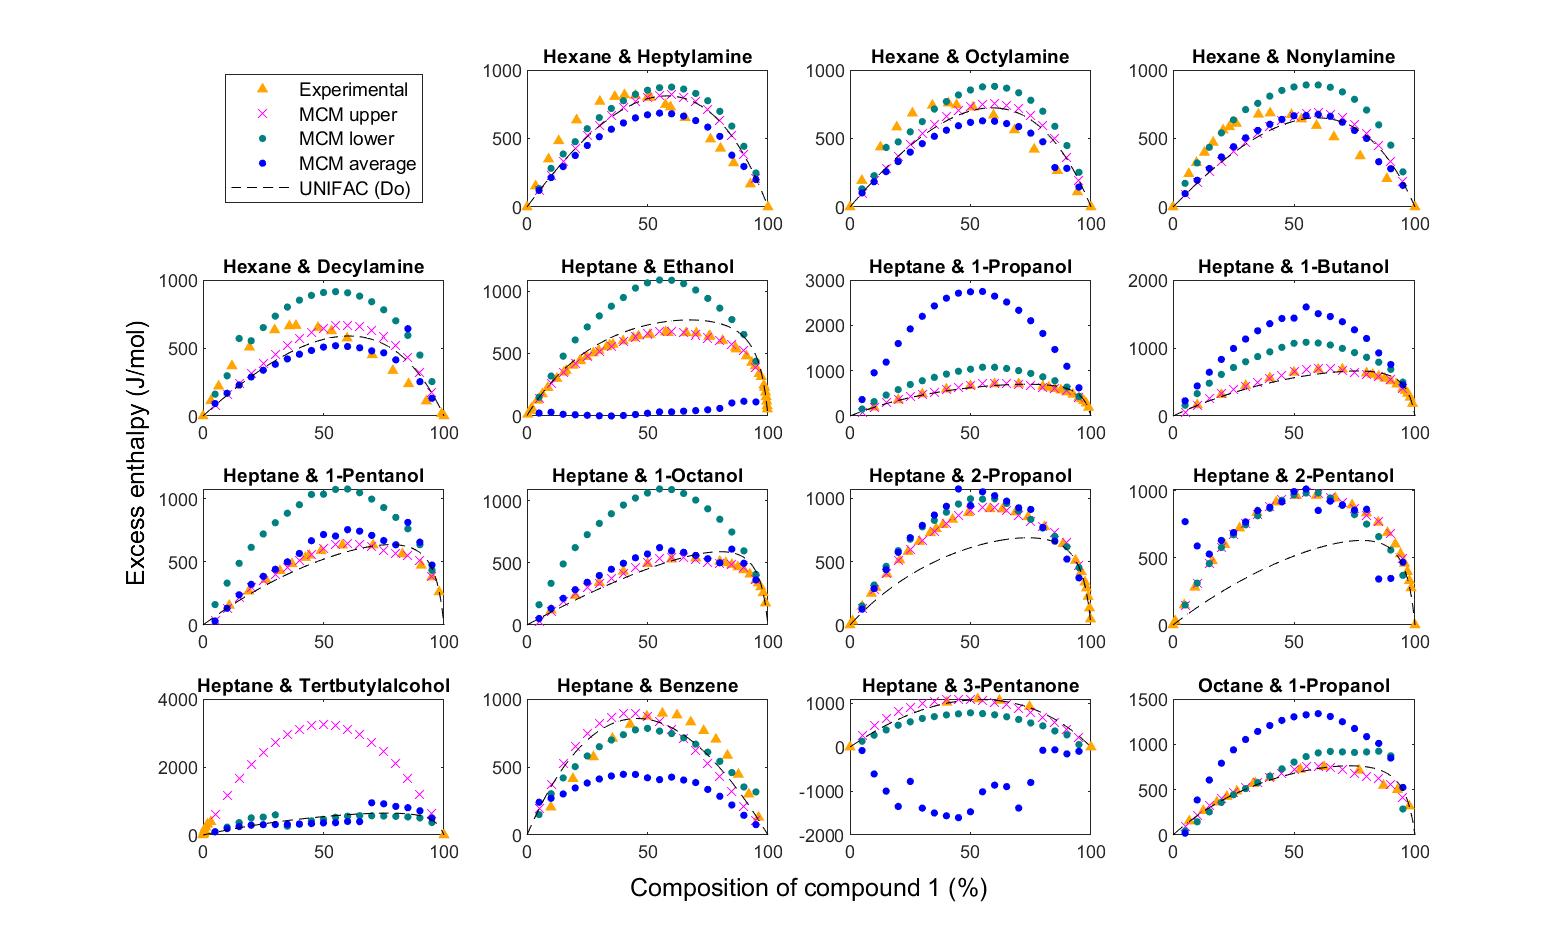 Experimental
MCM upper
MCM lower
MCM average
UNIFAC (Do)
Hexane & Heptylamine
1000
500
0
0 50 100
Hexane & Octylamine
1000
500
0
0 50 100
Hexane & Nonylamine
1000
500
0
0 50 100
Hexane & Decylamine
1000
500
0
0 50 100
Heptane & Ethanol
1000
500
0
0 50 100
Heptane & 1-Propanol
3000
2000
1000
0
0 50 100
Heptane & 1-Butanol
2000
1000
0
0 50 100
Heptane & 1-Pentanol
1000
500
0
0 50 100
Heptane & 1-Octanol
1000
500
0
0 50 100
Heptane & 2-Propanol
1000
500
0
0 50 100
Heptane & 2-Pentanol
1000
500
0
0 50 100
Heptane & Tertbutylalcohol
4000
2000
0
0 50 100
Heptane & Benzene
1000
500
0
0 50 100
Heptane & 3-Pentanone
1000
0
-1000
-2000
0 50 100
Octane & 1-Propanol
1500
1000
500
0
0 50 100
Excess enthalpy (J/mol)
Composition of compound 1 (%)